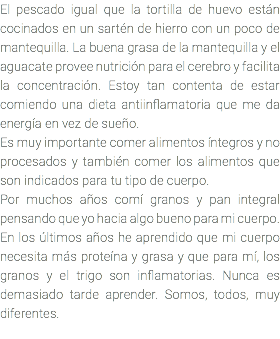 El pescado igual que la tortilla de huevo están
cocinados en un sartén de hierro con un poco de
mantequilla. La buena grasa de la mantequilla y el
aguacate provee nutrición para el cerebro y facilita
la concentración. Estoy tan contenta de estar
comiendo una dieta antiinflamatoria que me da
energía en vez de sueño.
Es muy importante comer alimentos íntegros y no
procesados y también comer los alimentos que
son indicados para tu tipo de cuerpo.
Por muchos años comí granos y pan integral
pensando que yo hacia algo bueno para mi cuerpo.
En los últimos años he aprendido que mi cuerpo
necesita más proteína y grasa y que para mí, los
granos y el trigo son inflamatorias. Nunca es
demasiado tarde aprender. Somos, todos, muy
diferentes.